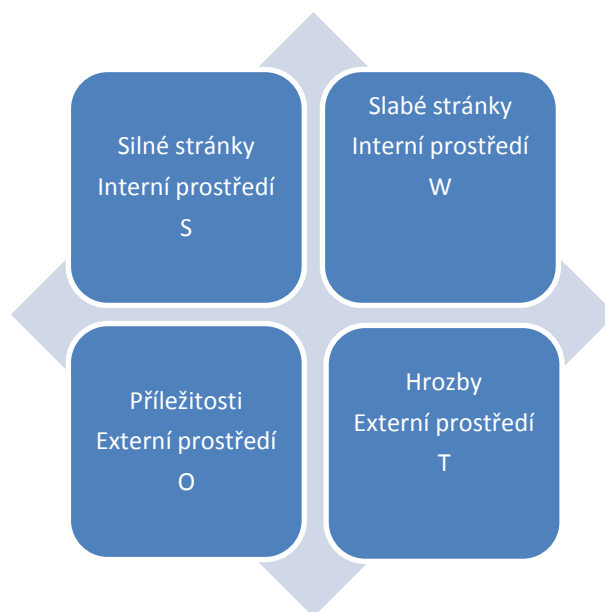 Silné stránky
Interní prostředí
S
Slabé stránky
Interní prostředí
W
Příležitosti
Externí prostředí
O
Hrozby
Externí prostředí
T